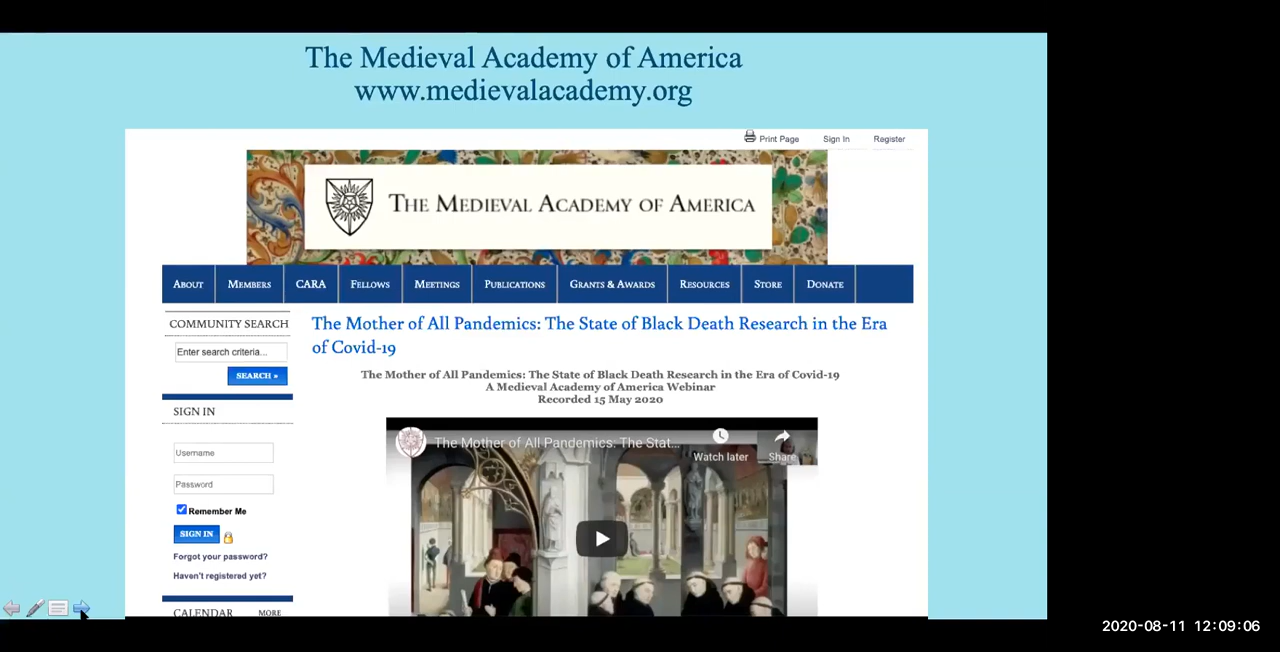 The Medieval Academy of America
www.medievalacademy.org
Print Page Sign In Register
THE MEDIEVAL ACADEMY OF AMERICA
ABOUT MEMBERS CARA FELLOWS MEETINGS PUBLICATIONS GRANTS & AWARDS RESOURCES STORE DONATE
COMMUNITY SEARCH
Enter search criteria...
SEARCH »
SIGN IN
Username
Password
Remember Me
SIGN IN
Forgot your password?
Haven't registered yet?
CALENDAR MORE
The Mother of All Pandemics: The State of Black Death Research in the Era
of Covid-19
The Mother of All Pandemics: The State of Black Death Research in the Era of Covid-19
A Medieval Academy of America Webinar
Recorded 15 May 2020
The Mother of All Pandemics: The Stat...
Watch later Share
2020-08-11 12:09:06